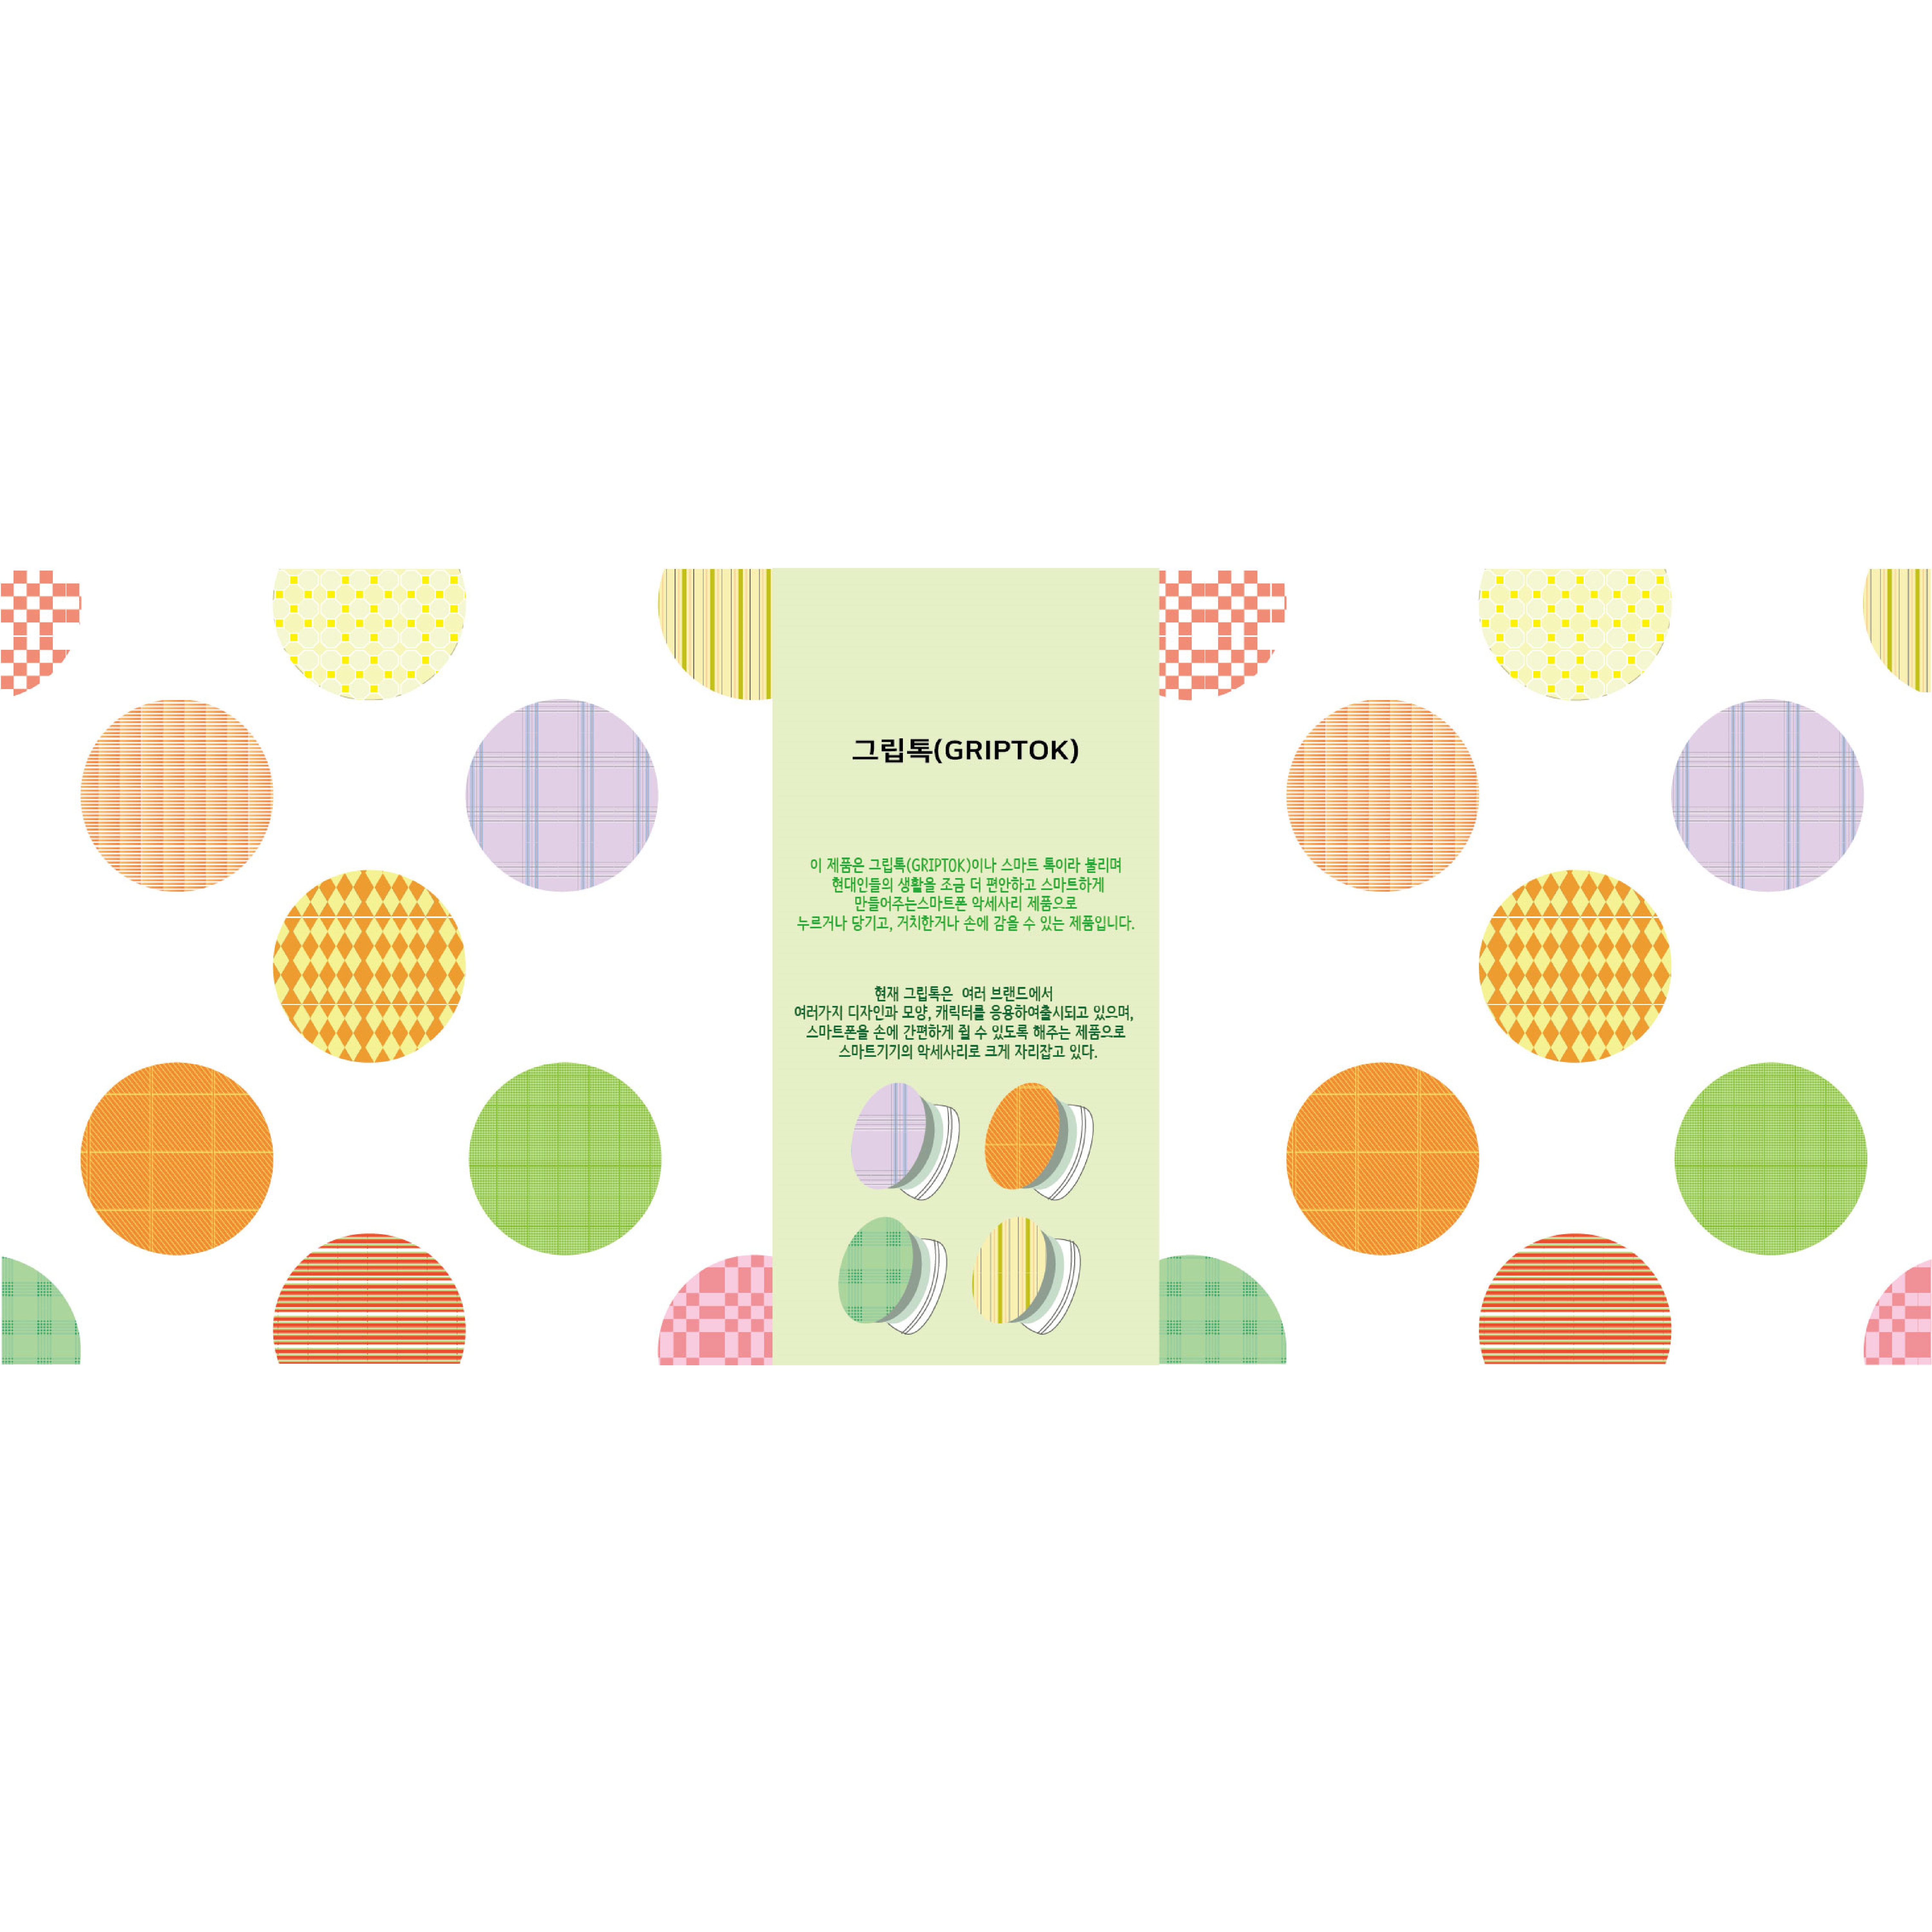 그립톡(GRIPTOK)
이 제품은 그립톡(GRIPTOK)이나 스마트 톡이라 불리며
현대인들의 생활을 조금 더 편안하고 스마트하게
만들어주는스마트폰 악세사리 제품으로
누르거나 당기고, 거치한거나 손에 감을 수 있는 제품입니다.
현재 그립톡은  여러 브랜드에서
여러가지 디자인과 모양, 캐릭터를 응용하여출시되고 있으며,
스마트폰을 손에 간편하게 쥘 수 있도록 해주는 제품으로
스마트기기의 악세사리로 크게 자리잡고 있다.